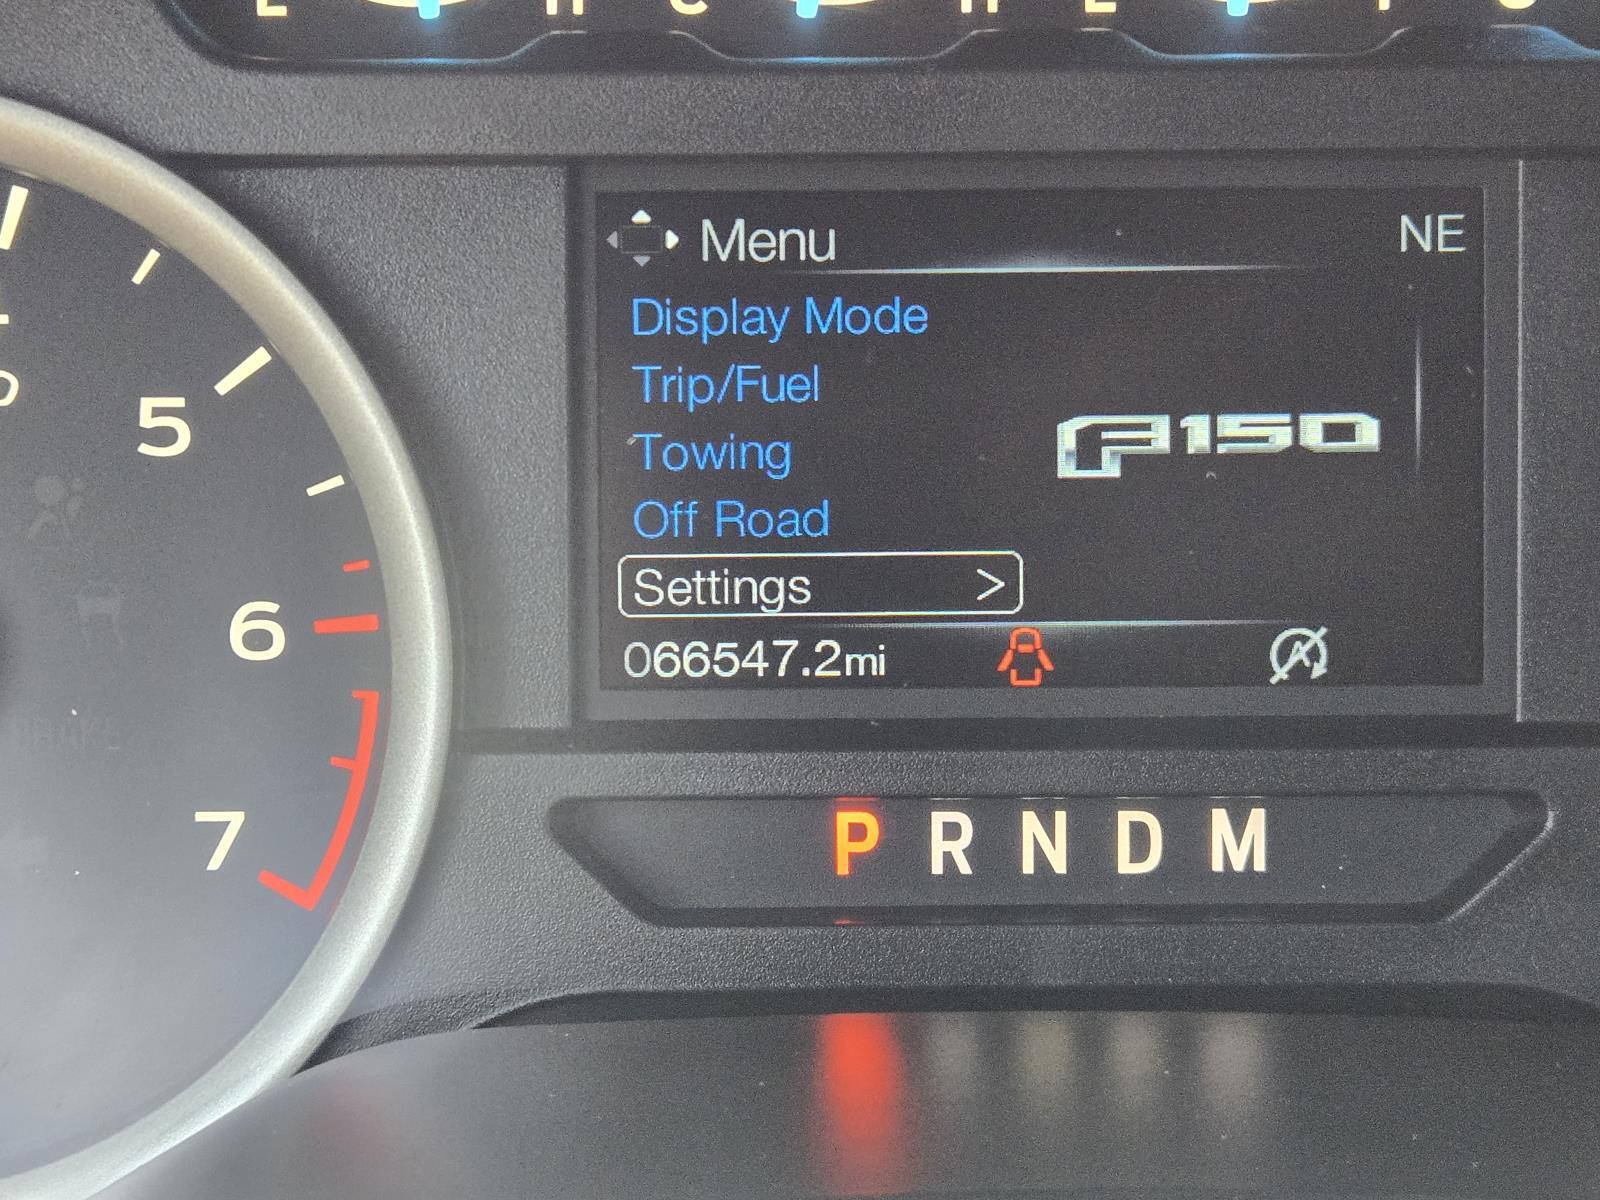 Menu
NE
Display Mode
Trip/Fuel
Towing
F150
Off Road
Settings >
066547.2mi
5
6
7
P R N D M